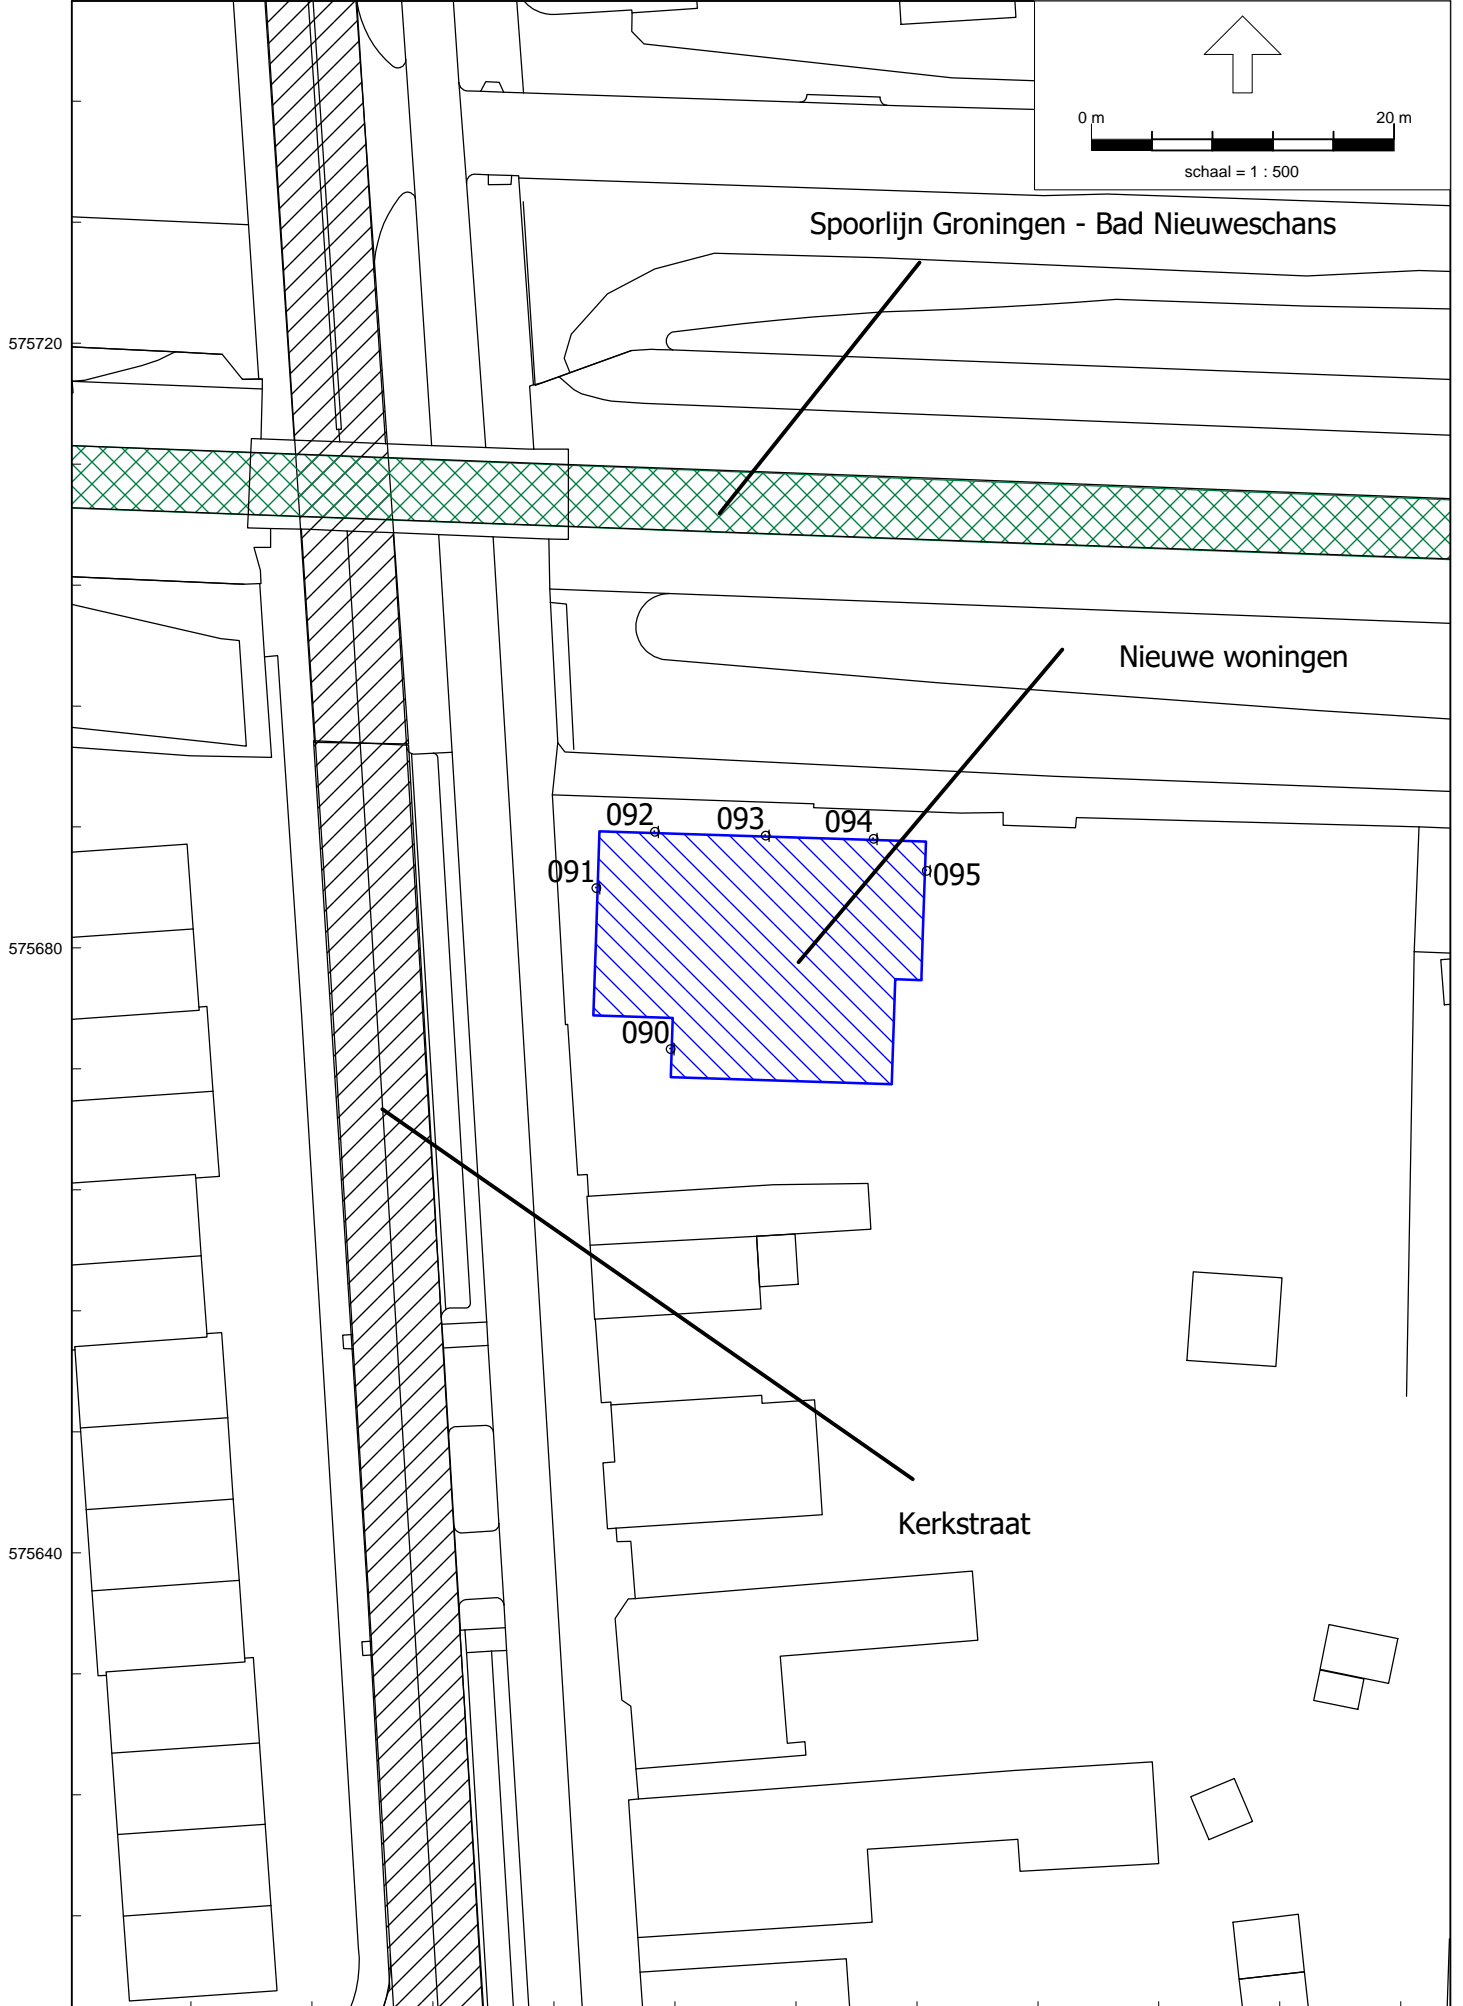 0 m 20 m
schaal = 1 : 500
Spoorlijn Groningen - Bad Nieuweschans
575720
Nieuwe woningen
092 093 094
091 095
575680
090
Kerkstraat
575640